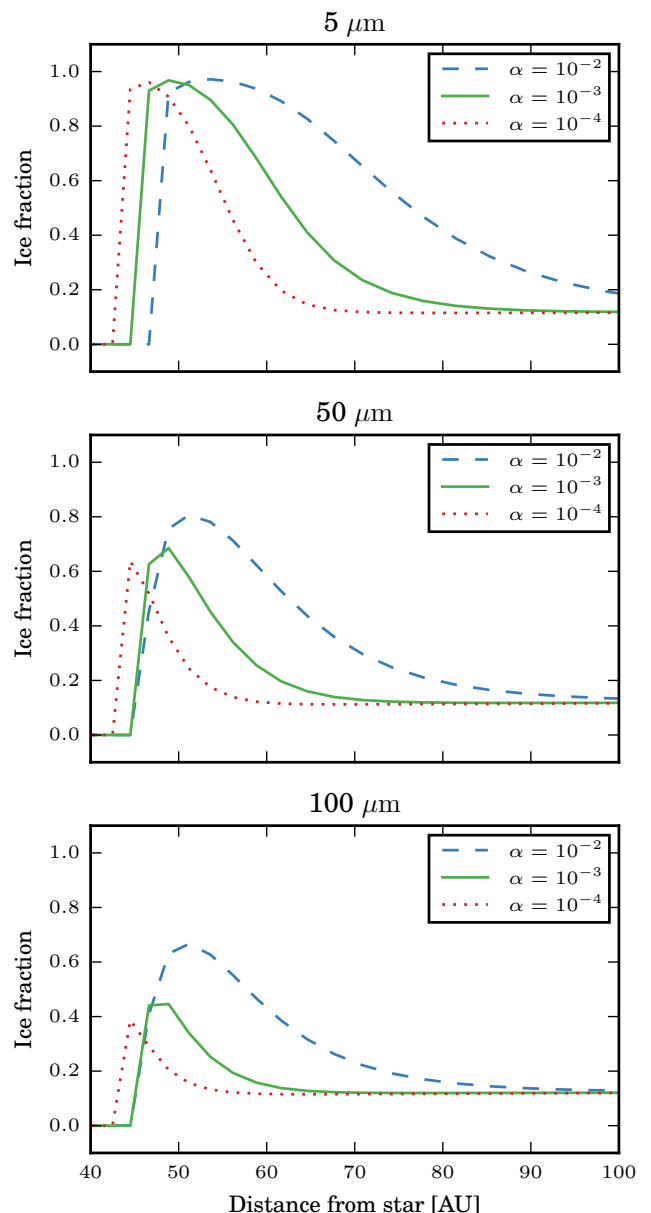 5 μm
1.0
0.8
0.6
0.4
0.2
0.0
Ice fraction
α = 10⁻²
α = 10⁻³
α = 10⁻⁴
50 μm
1.0
0.8
0.6
0.4
0.2
0.0
Ice fraction
α = 10⁻²
α = 10⁻³
α = 10⁻⁴
100 μm
1.0
0.8
0.6
0.4
0.2
0.0
Ice fraction
α = 10⁻²
α = 10⁻³
α = 10⁻⁴
40 50 60 70 80 90 100
Distance from star [AU]